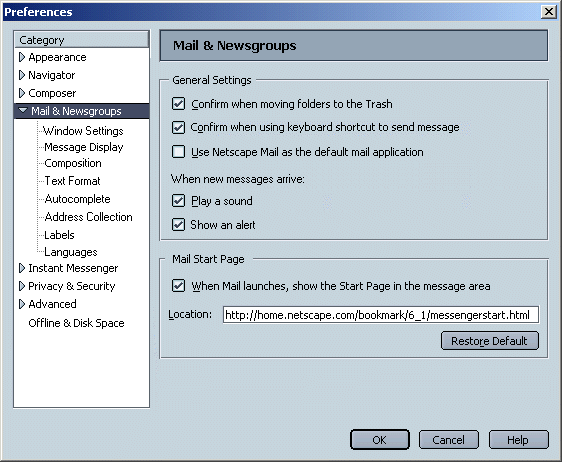 Preferences
Category
Appearance
Navigator
Composer
Mail & Newsgroups
Window Settings
Message Display
Composition
Text Format
Autocomplete
Address Collection
Labels
Languages
Instant Messenger
Privacy & Security
Advanced
Offline & Disk Space
Mail & Newsgroups
General Settings
Confirm when moving folders to the Trash
Confirm when using keyboard shortcut to send message
Use Netscape Mail as the default mail application
When new messages arrive:
Play a sound
Show an alert
Mail Start Page
When Mail launches, show the Start Page in the message area
Location: http://home.netscape.com/bookmark/6_1/messengerstart.html
Restore Default
OK Cancel Help